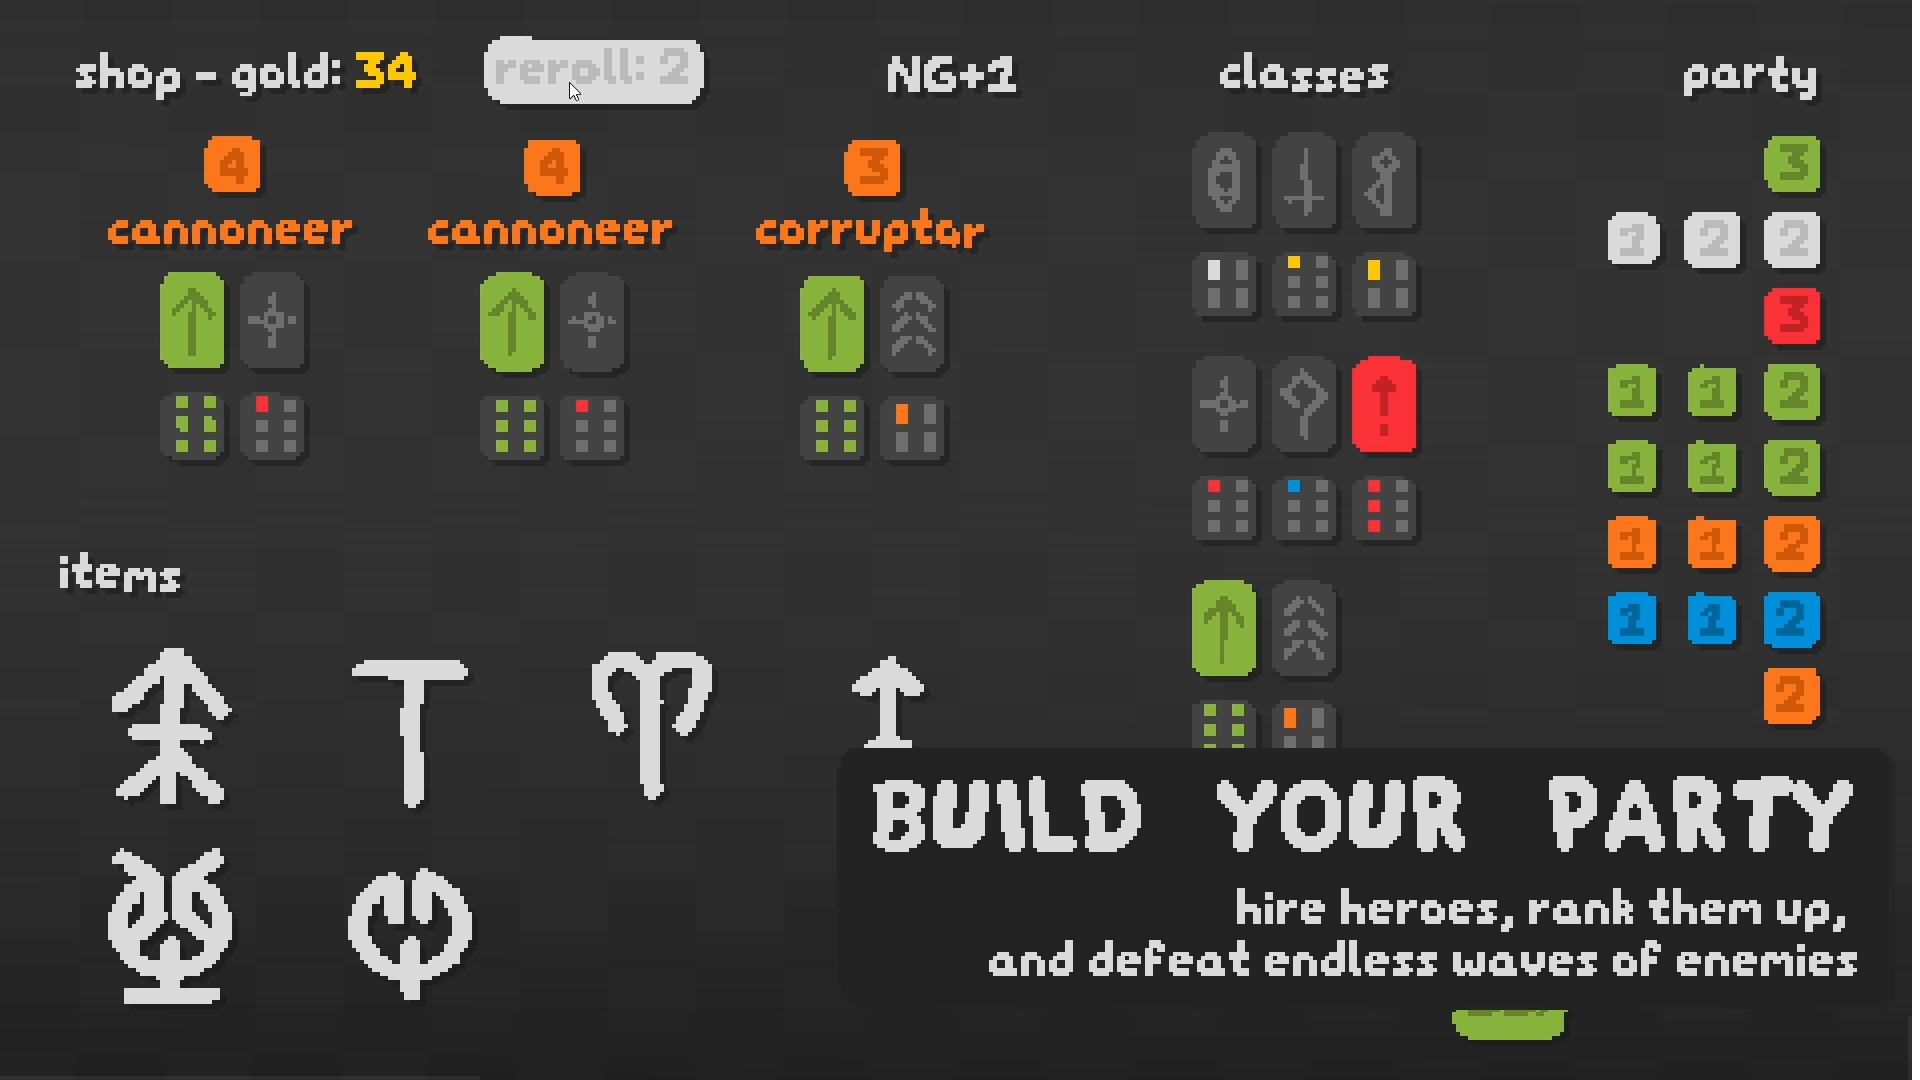 shop - gold: 34
reroll: 2
NG+1
classes
party
4
4
3
cannoneer
cannoneer
corruptor
3
1 2 2
3
1 1 2
1 1 2
1 1 2
1 1 2
2
items
BUILD YOUR PARTY
hire heroes, rank them up,
and defeat endless waves of enemies